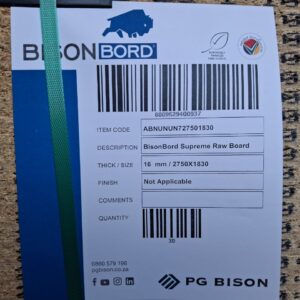 BISONBORD
6009529400037
ITEM CODE ABNUNUN727501830
DESCRIPTION BisonBord Supreme Raw Board
THICK / SIZE 16 mm / 2750X1830
FINISH Not Applicable
COMMENTS
QUANTITY
30
0860 579 196
pgbison.co.za
PG BISON